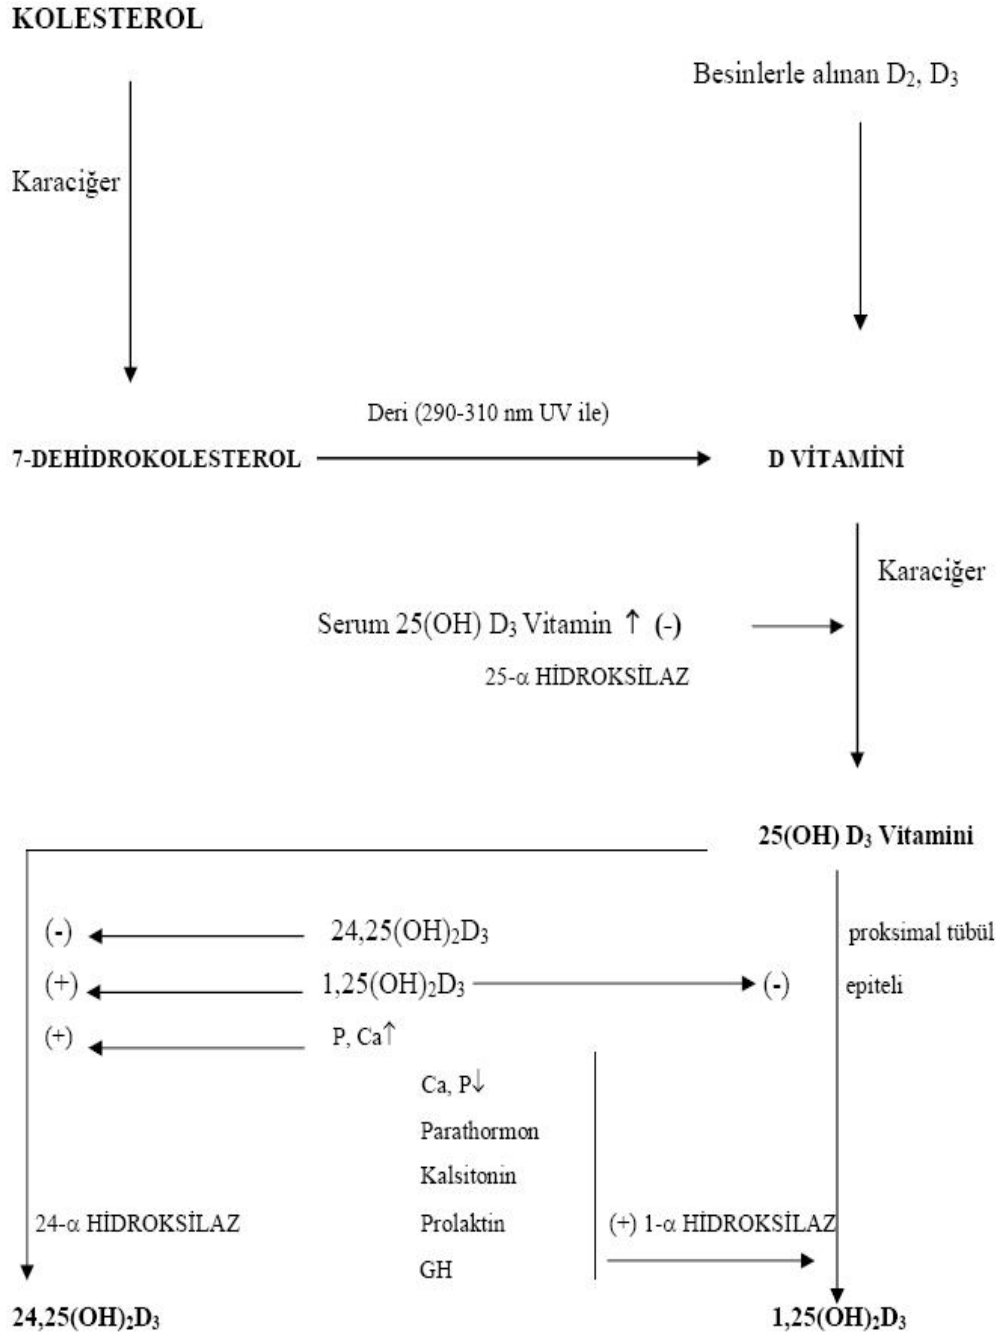 KOLESTEROL
Besinlerle alınan D₂, D₃
Karaciğer
Deri (290-310 nm UV ile)
7-DEHİDROKOLESTEROL
D VİTAMİNİ
Karaciğer
Serum 25(OH) D₃ Vitamin ↑ (-)
25-α HİDROKSİLAZ
25(OH) D₃ Vitamini
(-) 24,25(OH)₂D₃ proksimal tübül
(+) 1,25(OH)₂D₃ (-) epiteli
(+) P, Ca↑
Ca, P↓
Parathormon
Kalsitonin
24-α HİDROKSİLAZ Prolaktin (+) 1-α HİDROKSİLAZ
GH
24,25(OH)₂D₃ 1,25(OH)₂D₃